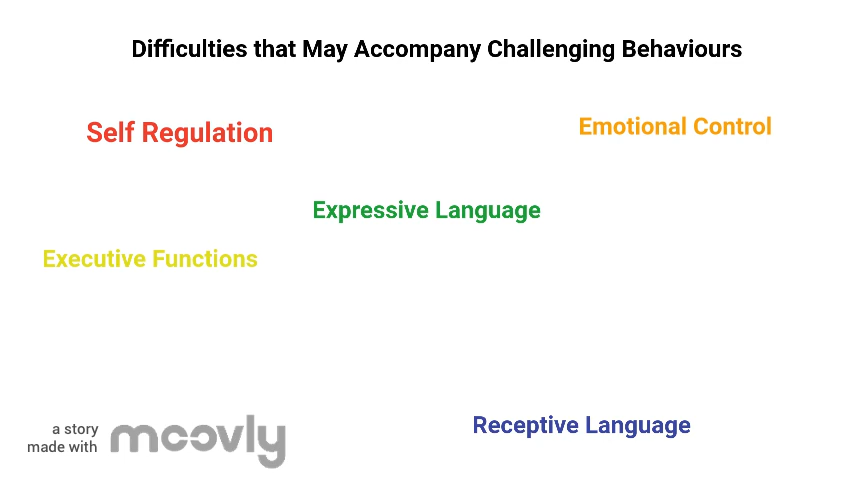 Difficulties that May Accompany Challenging Behaviours
Self Regulation
Emotional Control
Expressive Language
Executive Functions
Receptive Language
a story
made with
moovly